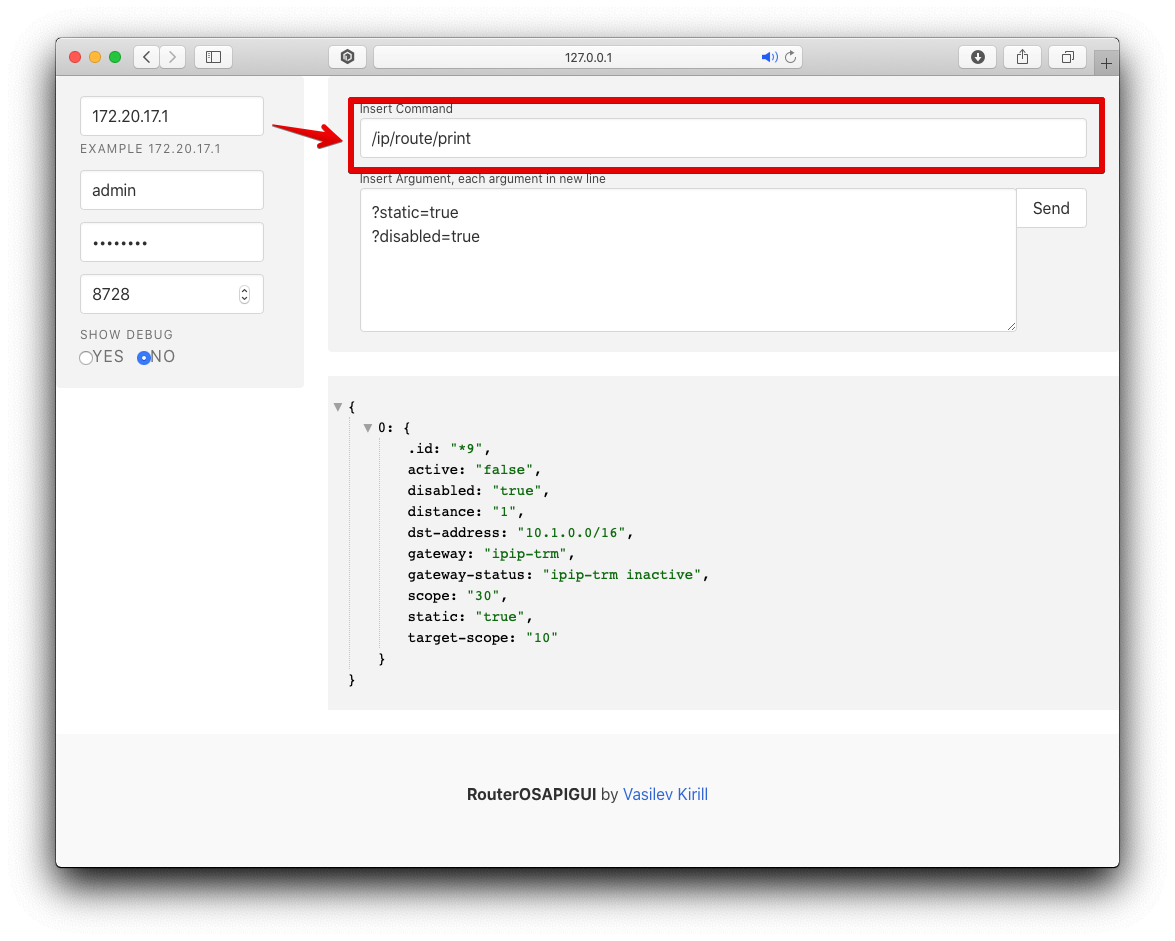 127.0.0.1
172.20.17.1
EXAMPLE 172.20.17.1
admin
••••••••
8728
SHOW DEBUG
YES NO
Insert Command
/ip/route/print
Insert Argument, each argument in new line
?static=true
?disabled=true
Send
{
0: {
.id: "*9",
active: "false",
disabled: "true",
distance: "1",
dst-address: "10.1.0.0/16",
gateway: "ipip-trm",
gateway-status: "ipip-trm inactive",
scope: "30",
static: "true",
target-scope: "10"
}
}
RouterOSAPIGUI by Vasilev Kirill